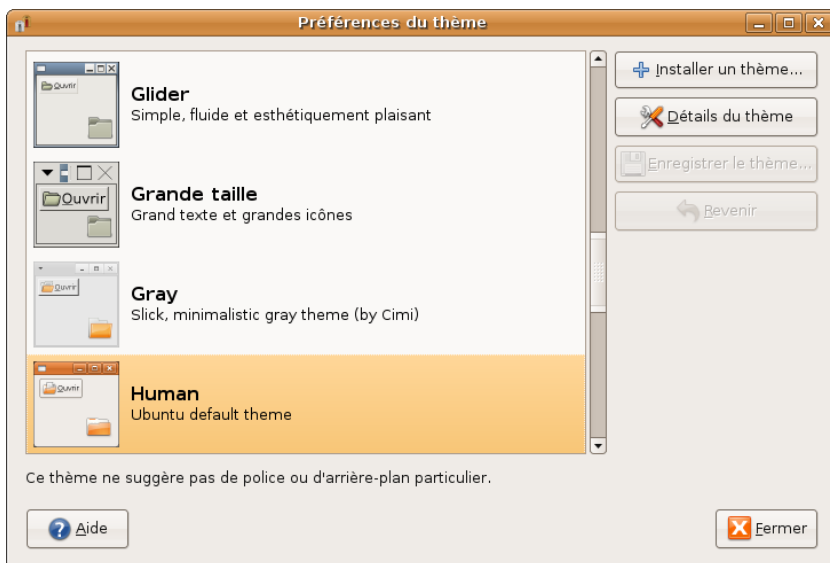 Préférences du thème
Ouvrir
Glider
Simple, fluide et esthétiquement plaisant
Ouvrir
Grande taille
Grand texte et grandes icônes
Ouvrir
Gray
Slick, minimalistic gray theme (by Cimi)
Ouvrir
Human
Ubuntu default theme
Installer un thème...
Détails du thème
Enregistrer le thème...
Revenir
Ce thème ne suggère pas de police ou d'arrière-plan particulier.
Aide
Fermer